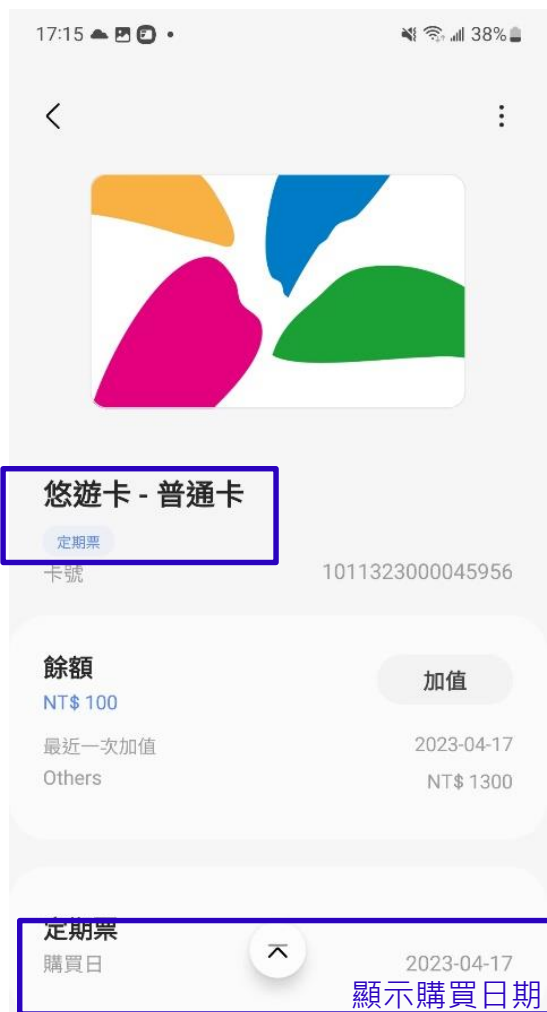 17:15
38%
悠遊卡 - 普通卡
定期票
卡號 1011323000045956
餘額
加值
NT$ 100
最近一次加值 2023-04-17
Others NT$ 1300
定期票
購買日 2023-04-17
顯示購買日期